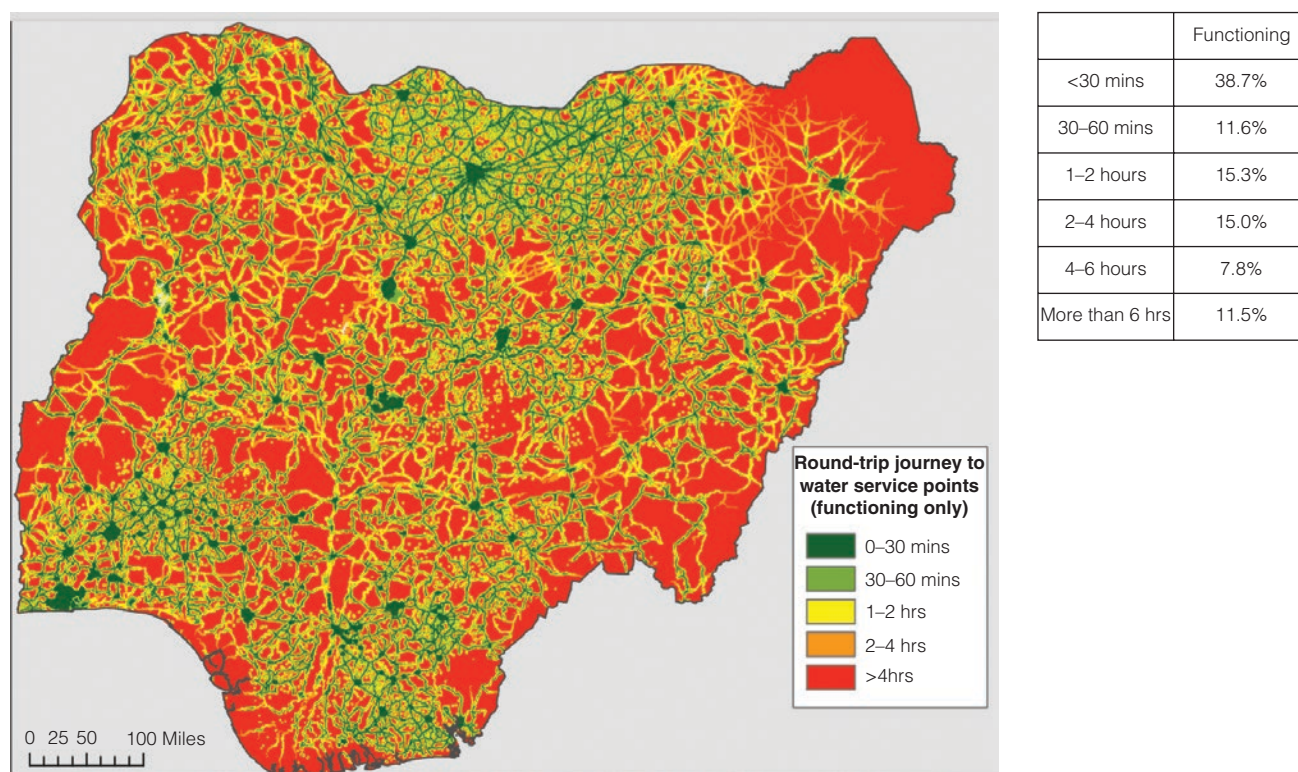 Functioning
<30 mins 38.7%
30–60 mins 11.6%
1–2 hours 15.3%
2–4 hours 15.0%
4–6 hours 7.8%
More than 6 hrs 11.5%
Round-trip journey to
water service points
(functioning only)
0–30 mins
30–60 mins
1–2 hrs
2–4 hrs
>4hrs
0 25 50 100 Miles